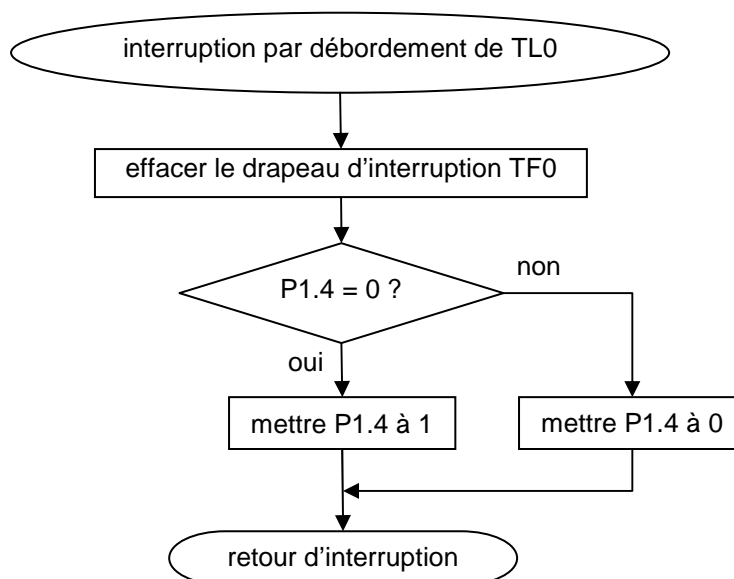 interruption par débordement de TL0
effacer le drapeau d’interruption TF0
P1.4 = 0 ?
non
oui
mettre P1.4 à 1
mettre P1.4 à 0
retour d’interruption